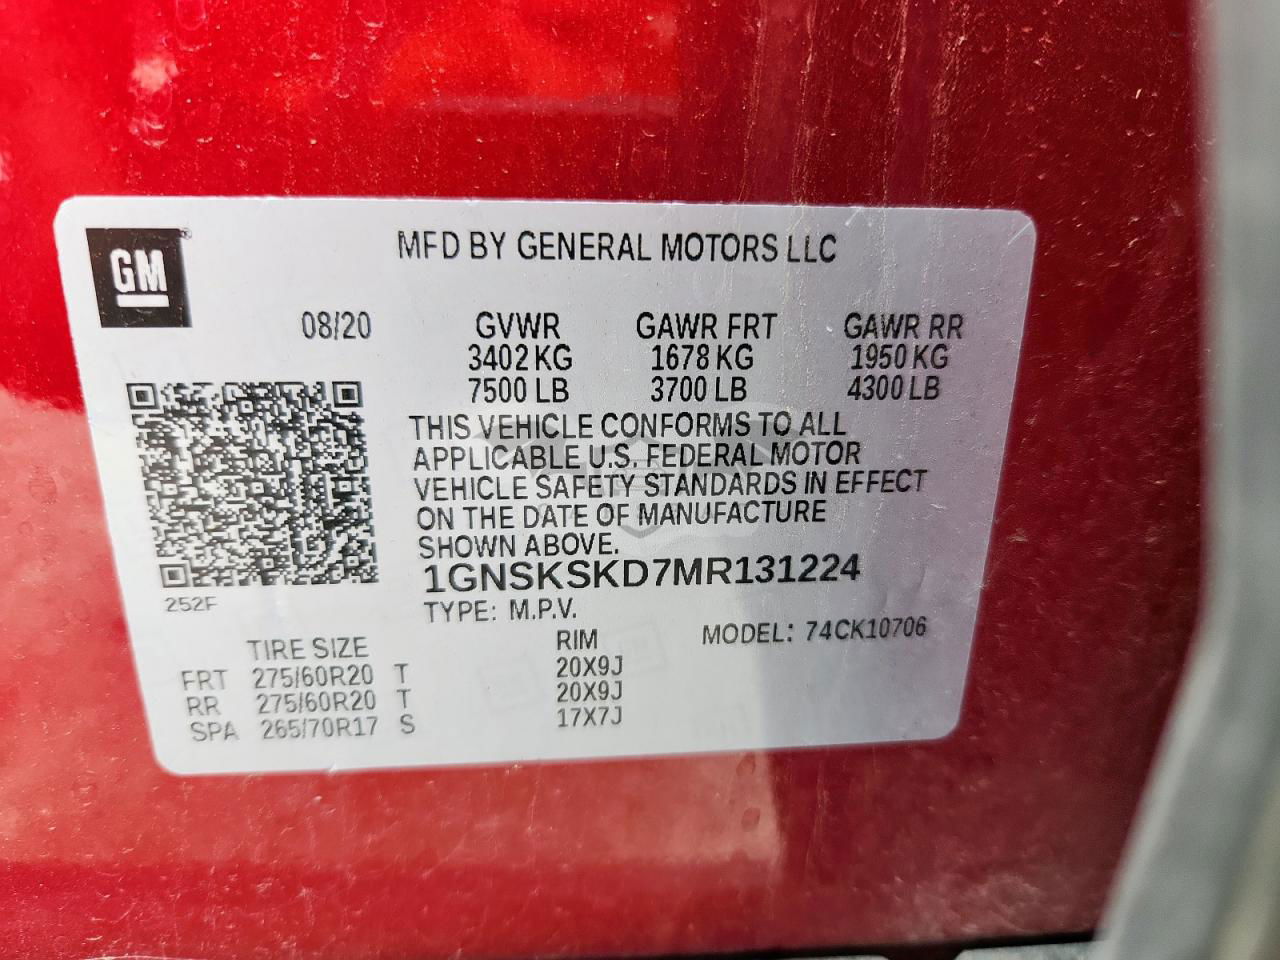 GM
MFD BY GENERAL MOTORS LLC
08/20 GVWR GAWR FRT GAWR RR
3402 KG 1678 KG 1950 KG
7500 LB 3700 LB 4300 LB
THIS VEHICLE CONFORMS TO ALL
APPLICABLE U.S. FEDERAL MOTOR
VEHICLE SAFETY STANDARDS IN EFFECT
ON THE DATE OF MANUFACTURE
SHOWN ABOVE.
1GNSKSKD7MR131224
252F
TYPE: M.P.V.
MODEL: 74CK10706
TIRE SIZE RIM
FRT 275/60R20 T 20X9J
RR 275/60R20 T 20X9J
SPA 265/70R17 S 17X7J